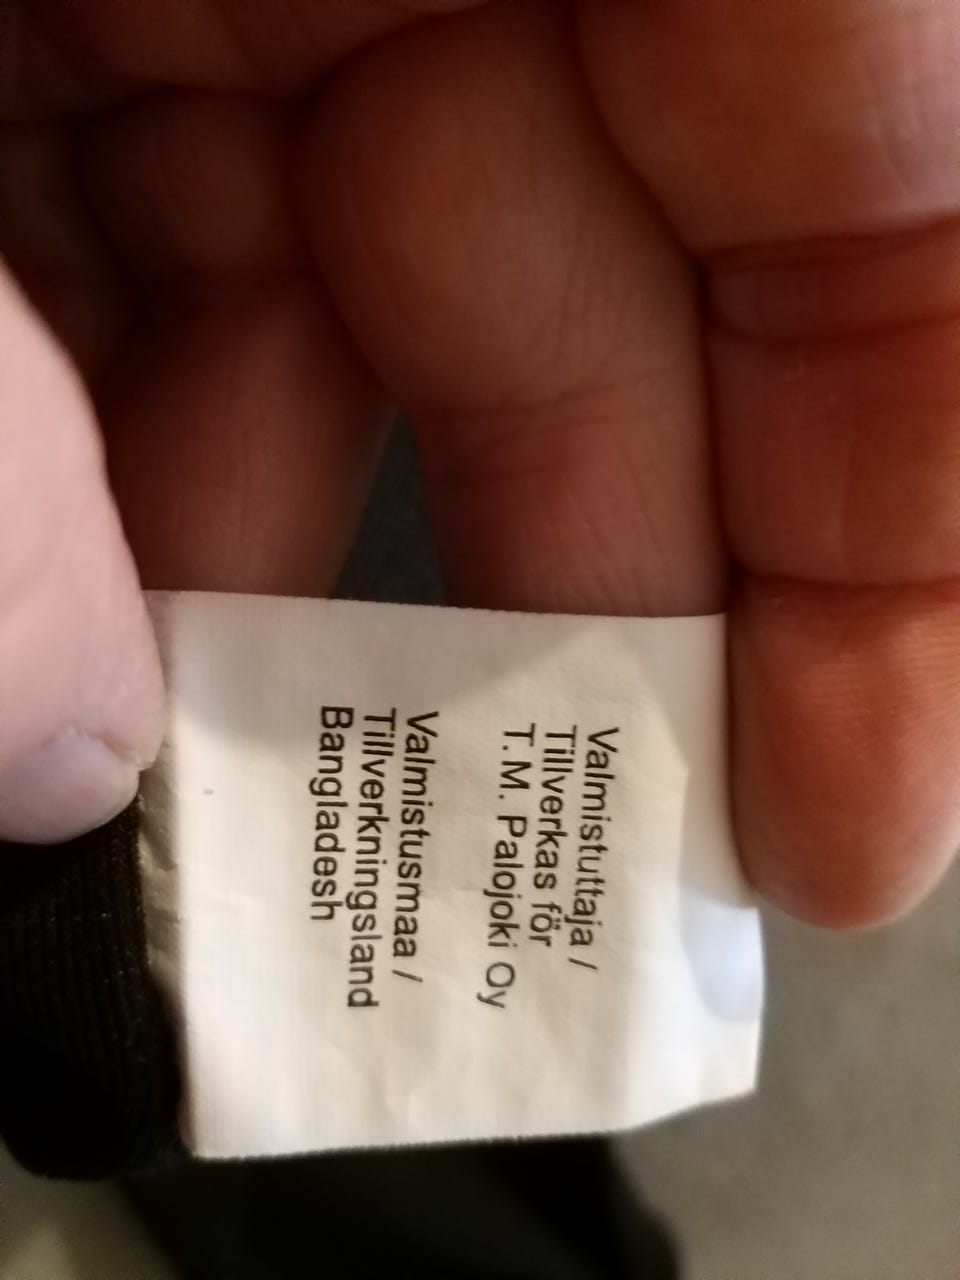 Valmistuttaja /
Tillverkas för
T.M. Palojoki Oy
Valmistusmaa /
Tillverkningsland
Bangladesh